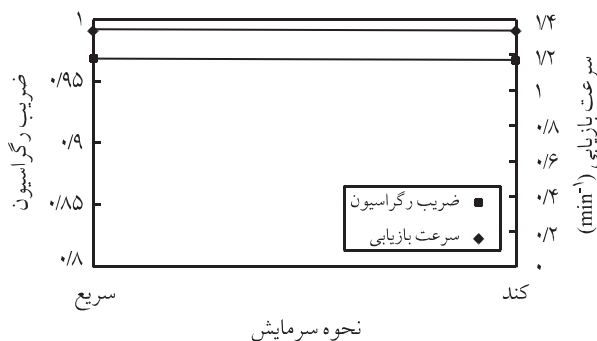 ضریب رگراسیون
۱
۰/۹۵
۰/۹
۰/۸۵
۰/۸
۱/۴
۱/۲
۱
۰/۸
۰/۶
۰/۴
۰/۲
۰
سرعت بازیابی (min-¹)
ضریب رگراسیون
سرعت بازیابی
سریع
کند
نحوه سرمایش